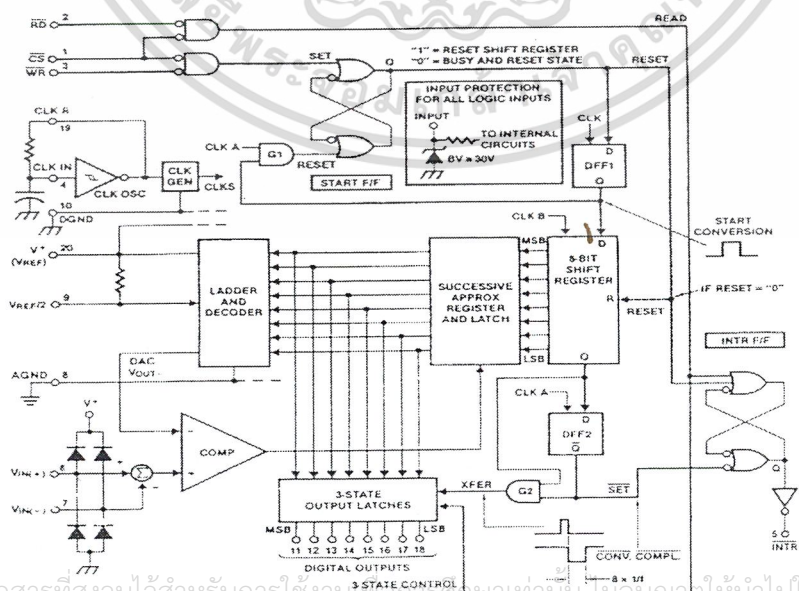 RD 2
READ
CS 1
WR 3
SET
Q
"1" = RESET SHIFT REGISTER
"0" = BUSY AND RESET STATE
RESET
INPUT PROTECTION
FOR ALL LOGIC INPUTS
INPUT
TO INTERNAL
CIRCUITS
CLK R
19
CLK A
G1
RESET
CLK
D
DFF1
Q
CLK IN
4
CLK OSC
CLK
GEN
CLKS
START F/F
10
DGND
CLK B
START
CONVERSION
V+ 20
(VREF)
MSB
D
8-BIT
SHIFT
REGISTER
R
RESET
IF RESET = "0"
LADDER
AND
DECODER
SUCCESSIVE
APPROX
REGISTER
AND LATCH
VREF/2 9
INTR F/F
LSB
Q
AGND 8
DAC
VOUT
CLK A
D
DFF2
Q
V+
COMP
VIN(+) 6
VIN(-) 7
XFER
G2
SET
Q
3-STATE
OUTPUT LATCHES
MSB
LSB
11 12 13 14 15 16 17 18
DIGITAL OUTPUTS
CONV. COMPL.
5
INTR
3-STATE CONTROL
8 x 1/f